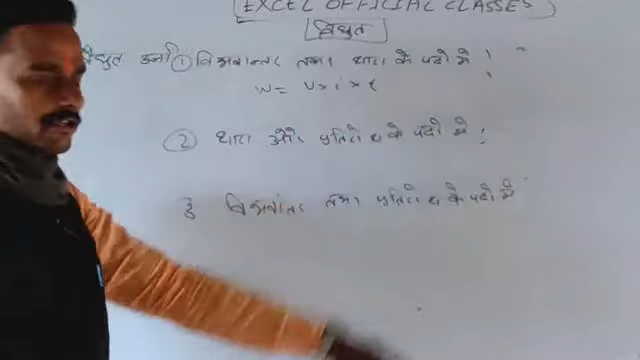 EXCEL OFFICIAL CLASSES
विद्युत
विद्युत ऊर्जा ① विभवान्तर तथा धारा के पदो में !
W = V × i × t
② धारा और प्रतिरोध के पदो में !
3 विभवांतर तथा प्रतिरोध के पदो में